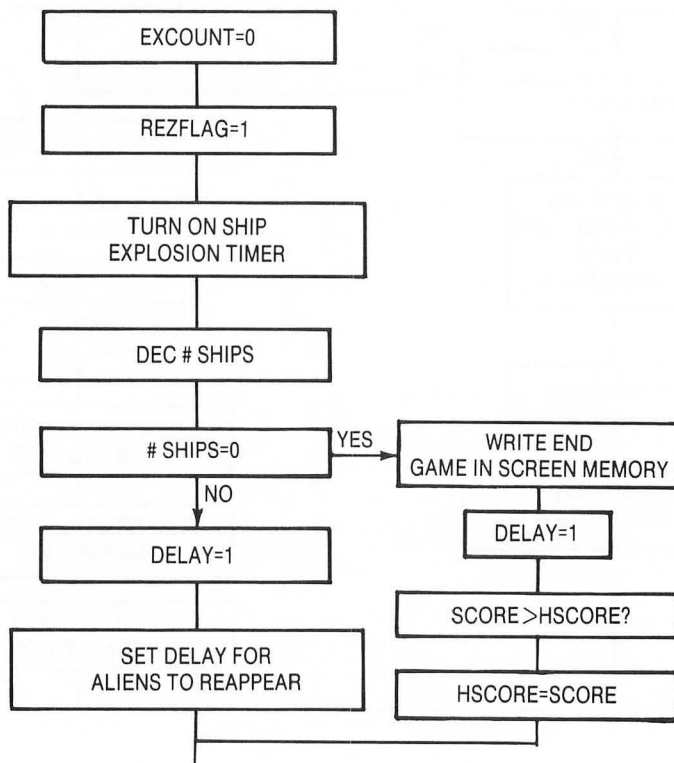 EXCOUNT=0
REZFLAG=1
TURN ON SHIP
EXPLOSION TIMER
DEC # SHIPS
# SHIPS=0
YES
WRITE END
GAME IN SCREEN MEMORY
NO
DELAY=1
DELAY=1
SCORE>HSCORE?
SET DELAY FOR
ALIENS TO REAPPEAR
HSCORE=SCORE